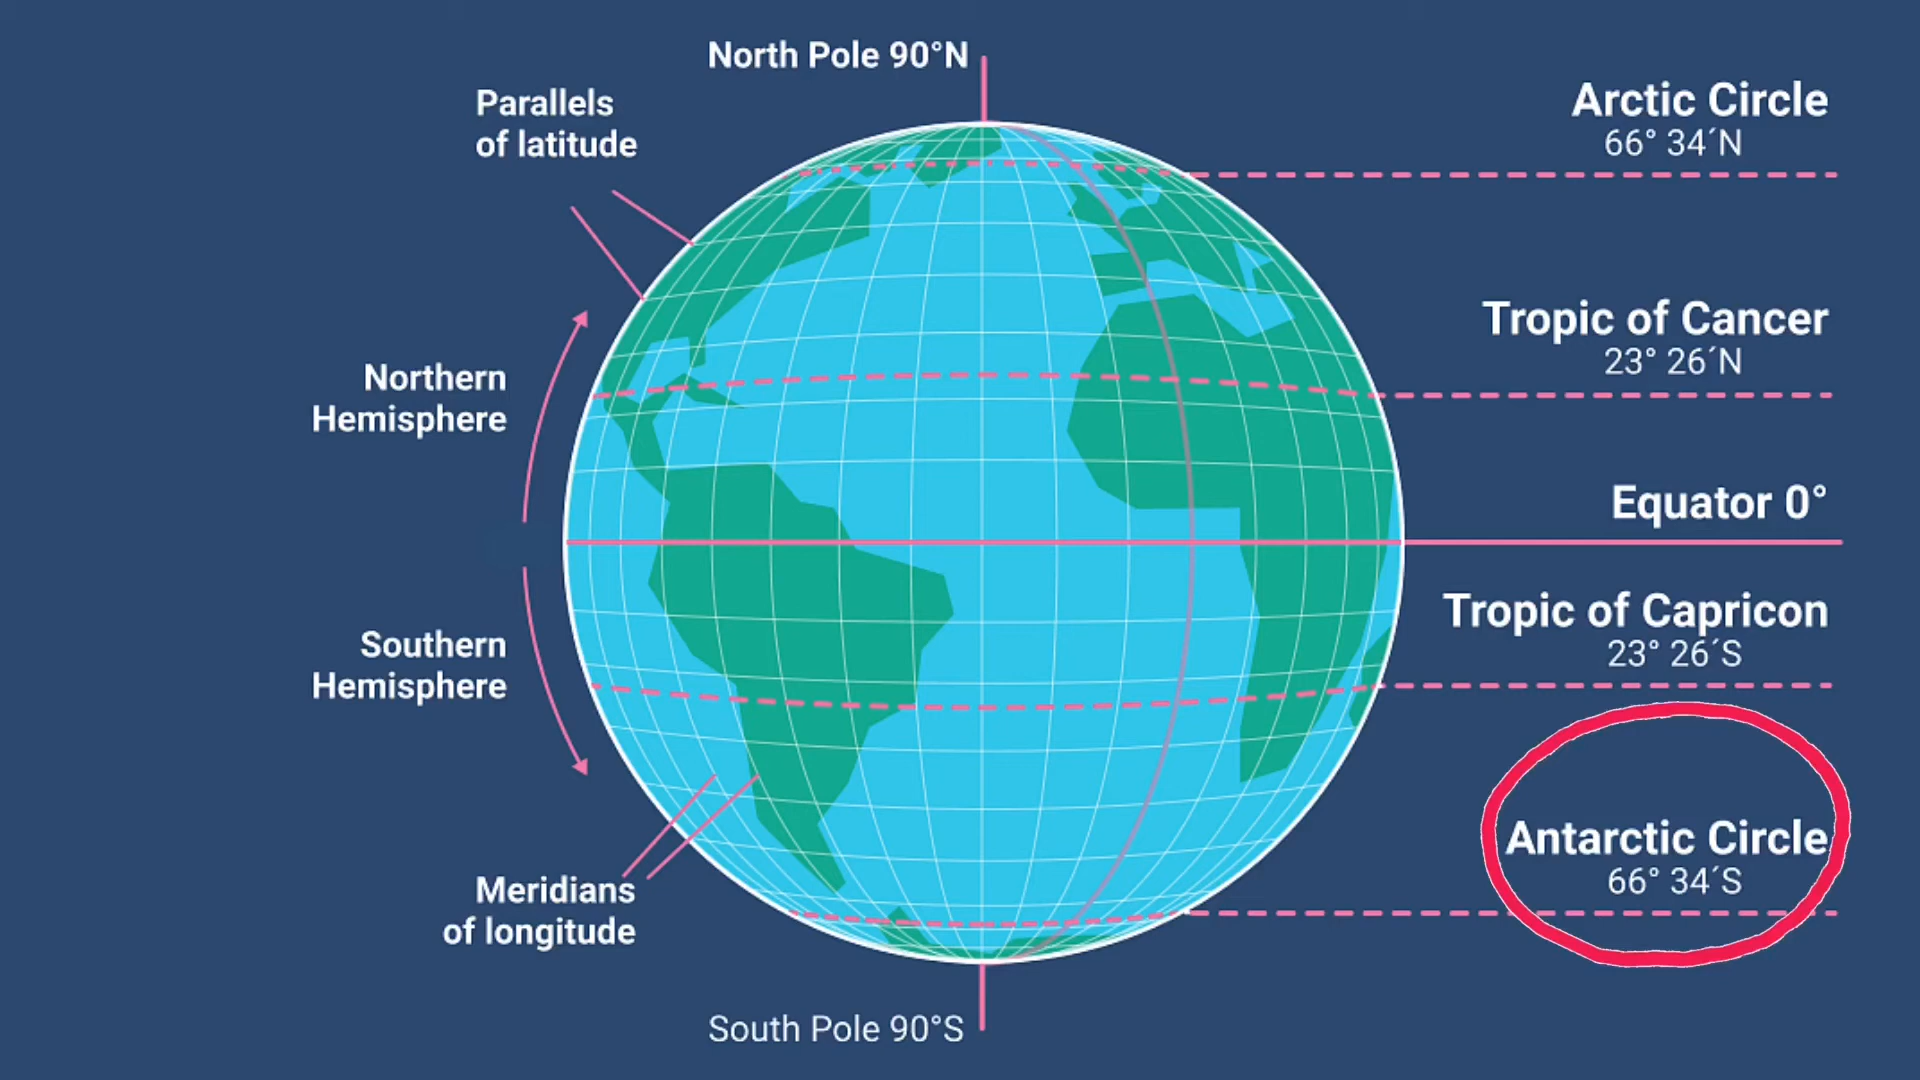 North Pole 90°N
Parallels
of latitude
Arctic Circle
66° 34´N
Tropic of Cancer
23° 26´N
Northern
Hemisphere
Equator 0°
Tropic of Capricon
23° 26´S
Southern
Hemisphere
Antarctic Circle
66° 34´S
Meridians
of longitude
South Pole 90°S